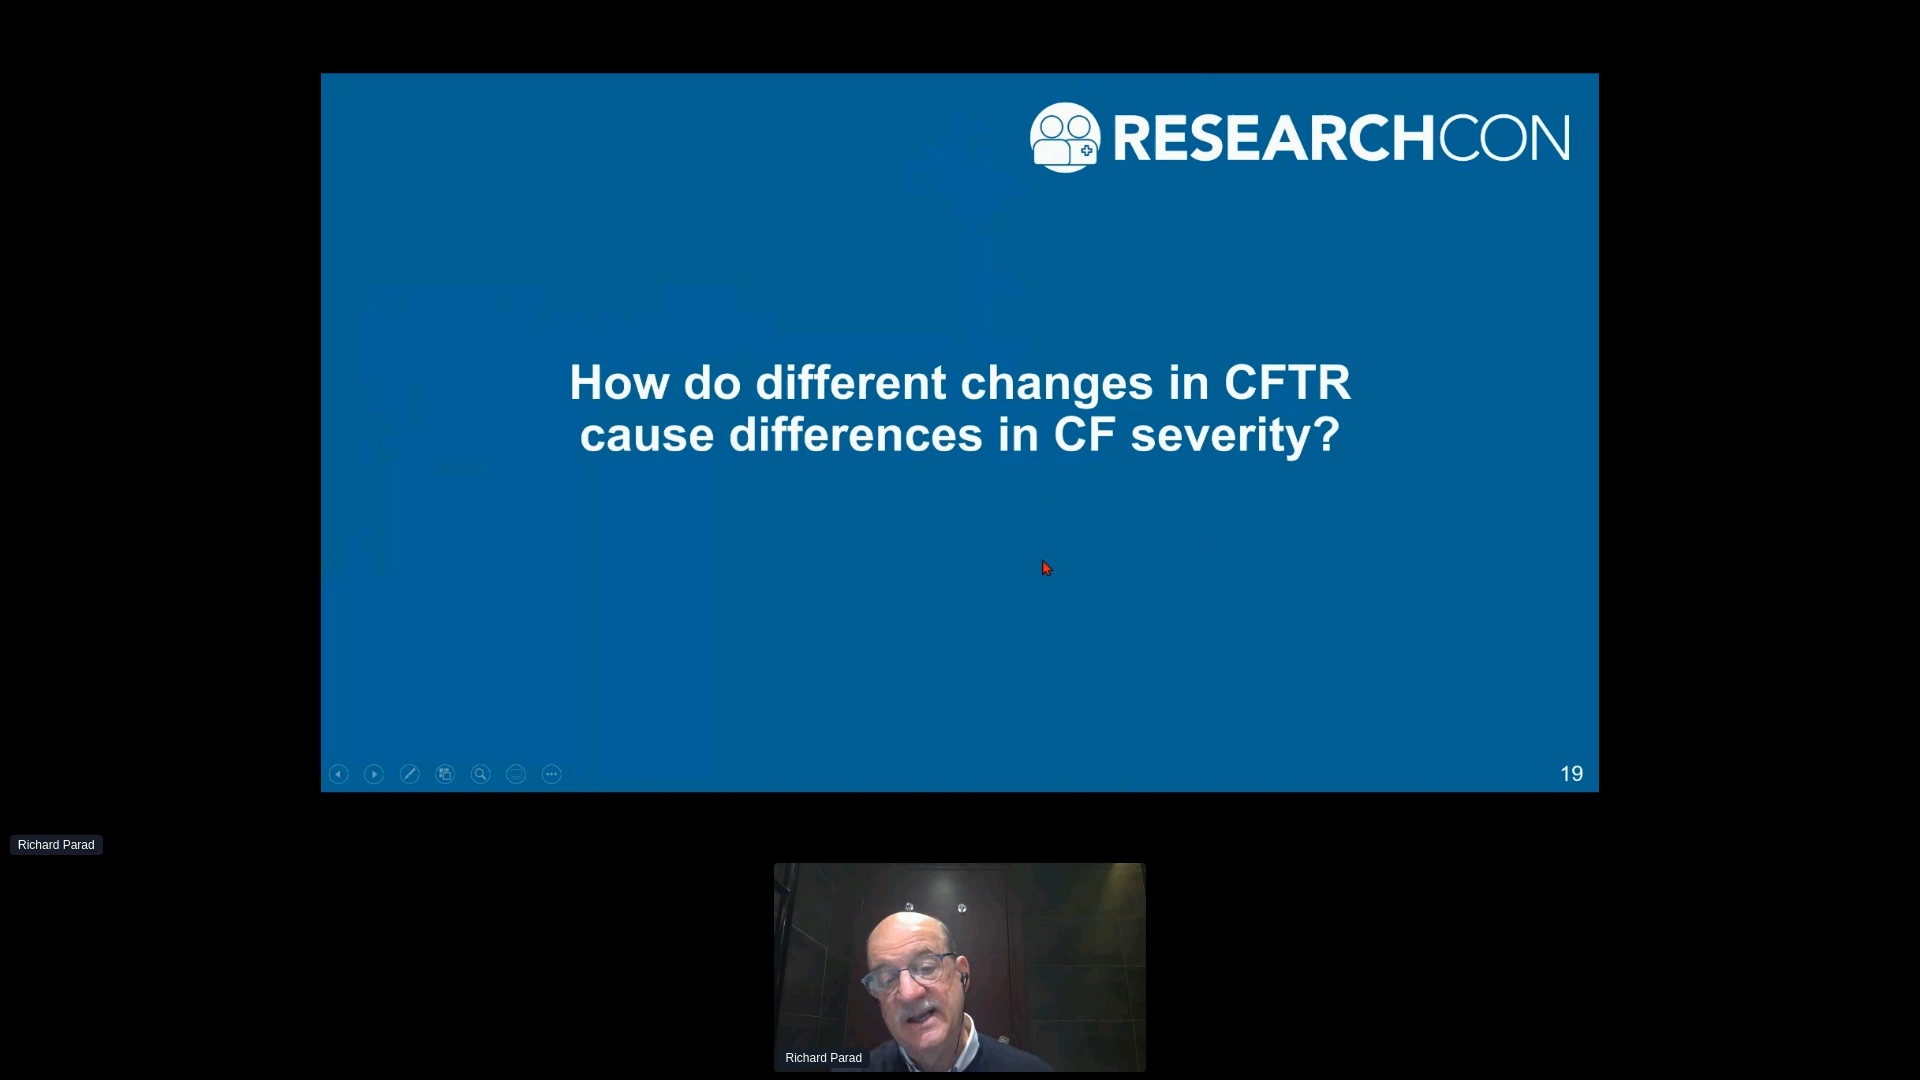 RESEARCHCON
How do different changes in CFTR
cause differences in CF severity?
19
Richard Parad
Richard Parad